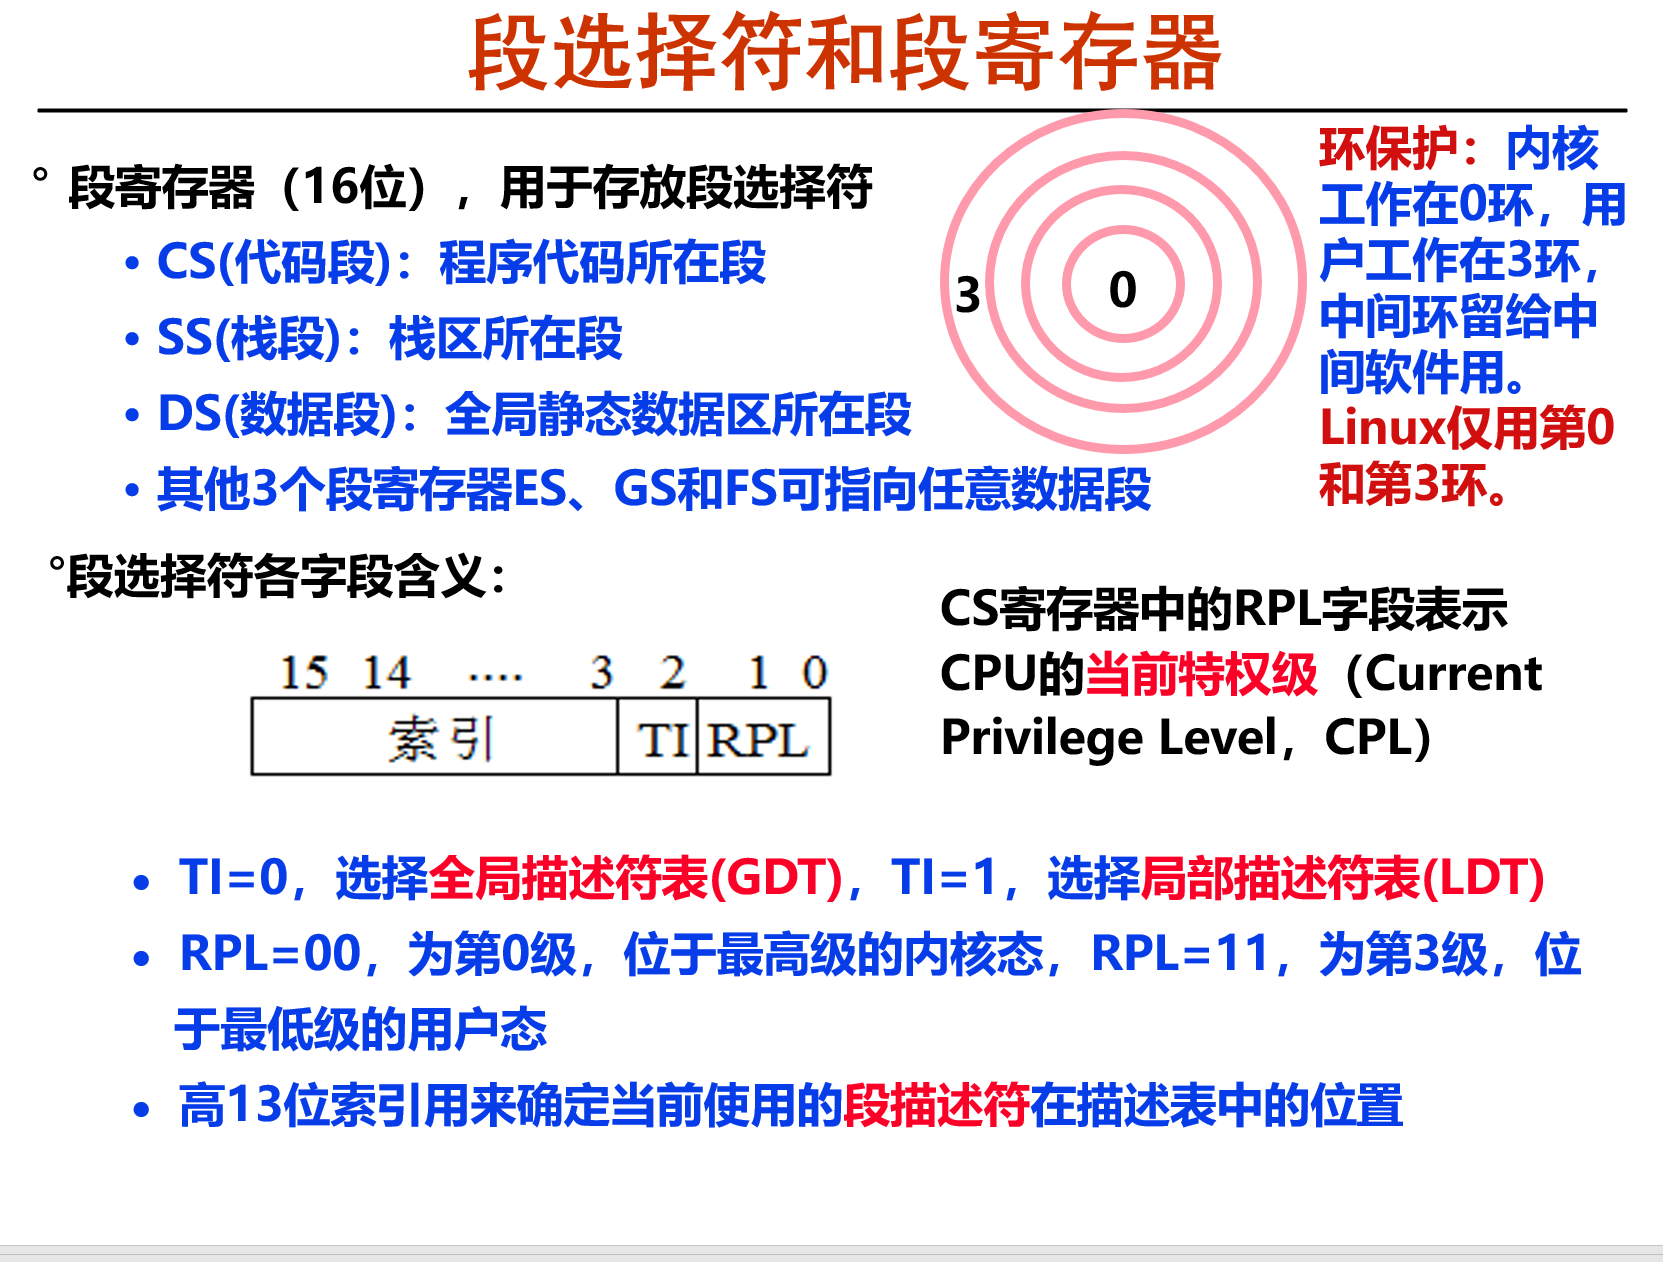 段选择符和段寄存器
° 段寄存器（16位），用于存放段选择符
• CS(代码段)：程序代码所在段
• SS(栈段)：栈区所在段
• DS(数据段)：全局静态数据区所在段
• 其他3个段寄存器ES、GS和FS可指向任意数据段
3 0
环保护：内核
工作在0环，用
户工作在3环，
中间环留给中
间软件用。
Linux仅用第0
和第3环。
°段选择符各字段含义：
15 14 .... 3 2 1 0
索引 TI RPL
CS寄存器中的RPL字段表示
CPU的当前特权级（Current
Privilege Level，CPL）
• TI=0，选择全局描述符表(GDT)，TI=1，选择局部描述符表(LDT)
• RPL=00，为第0级，位于最高级的内核态，RPL=11，为第3级，位
于最低级的用户态
• 高13位索引用来确定当前使用的段描述符在描述表中的位置